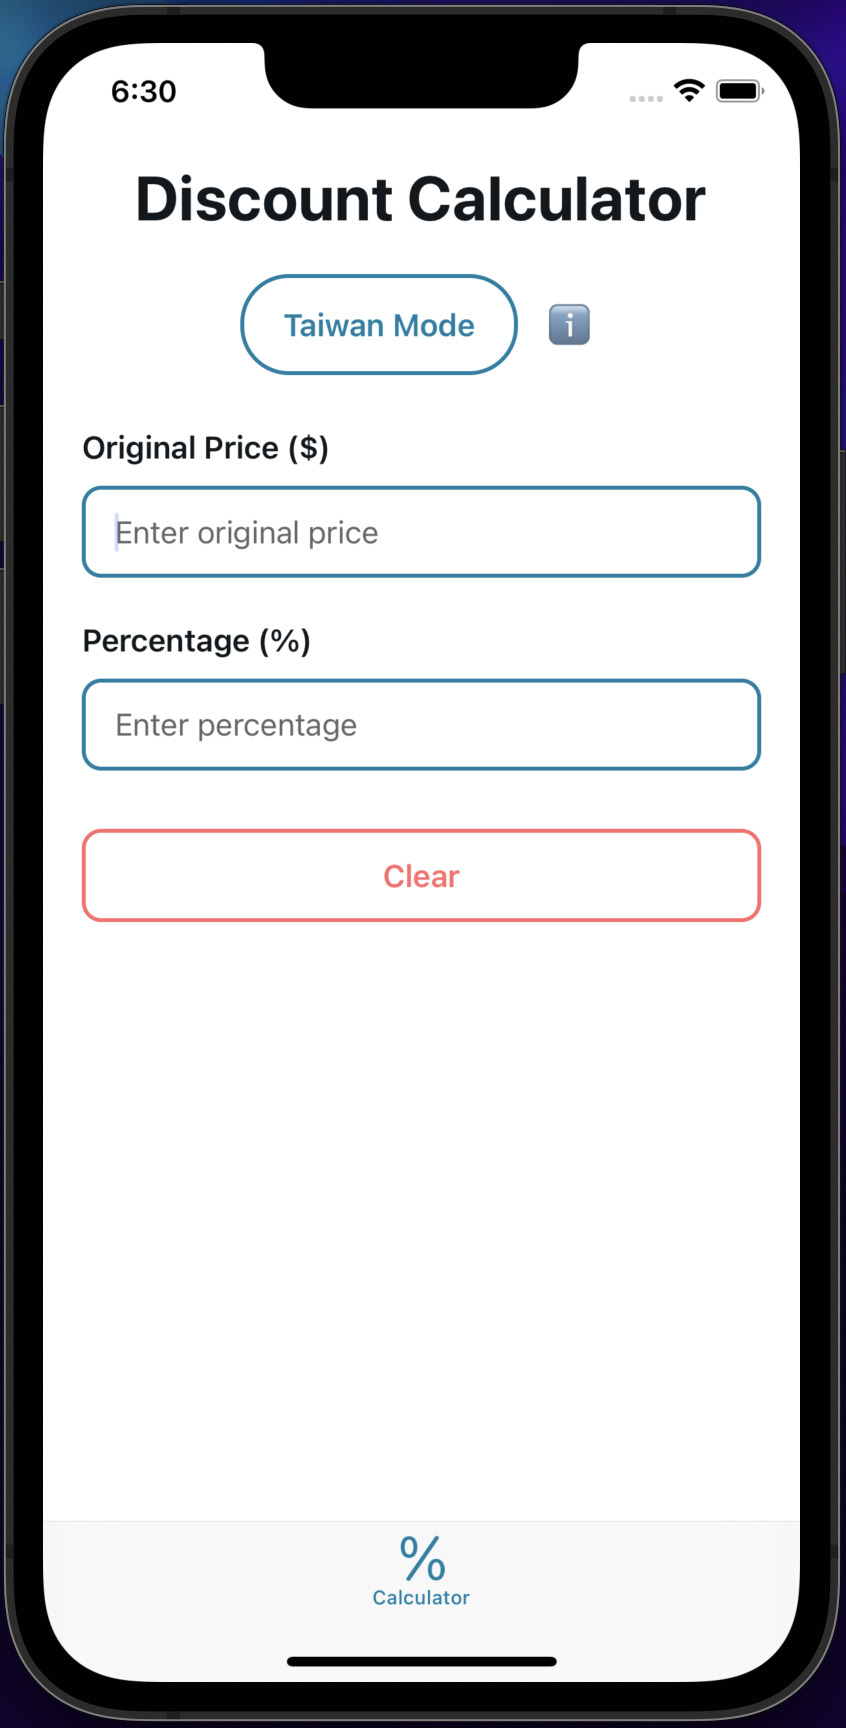 6:30
Discount Calculator
Taiwan Mode
i
Original Price ($)
Enter original price
Percentage (%)
Enter percentage
Clear
%
Calculator